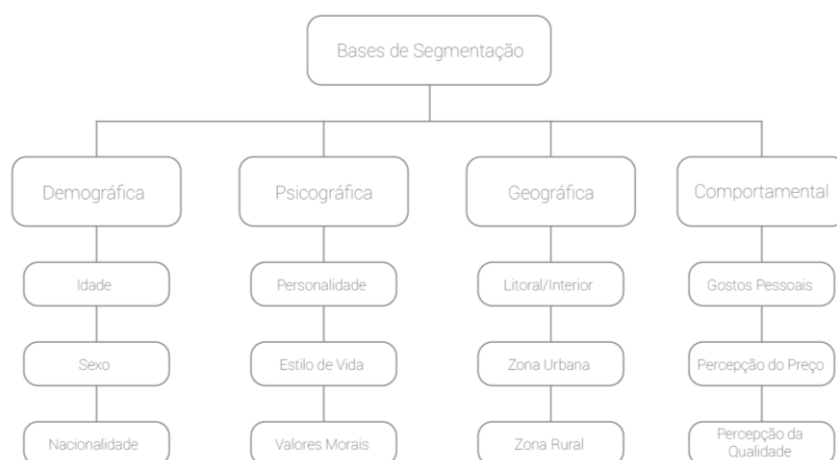 Bases de Segmentação
Demográfica
Psicográfica
Geográfica
Comportamental
Idade
Personalidade
Litoral/Interior
Gostos Pessoais
Sexo
Estilo de Vida
Zona Urbana
Percepção do Preço
Nacionalidade
Valores Morais
Zona Rural
Percepção da
Qualidade